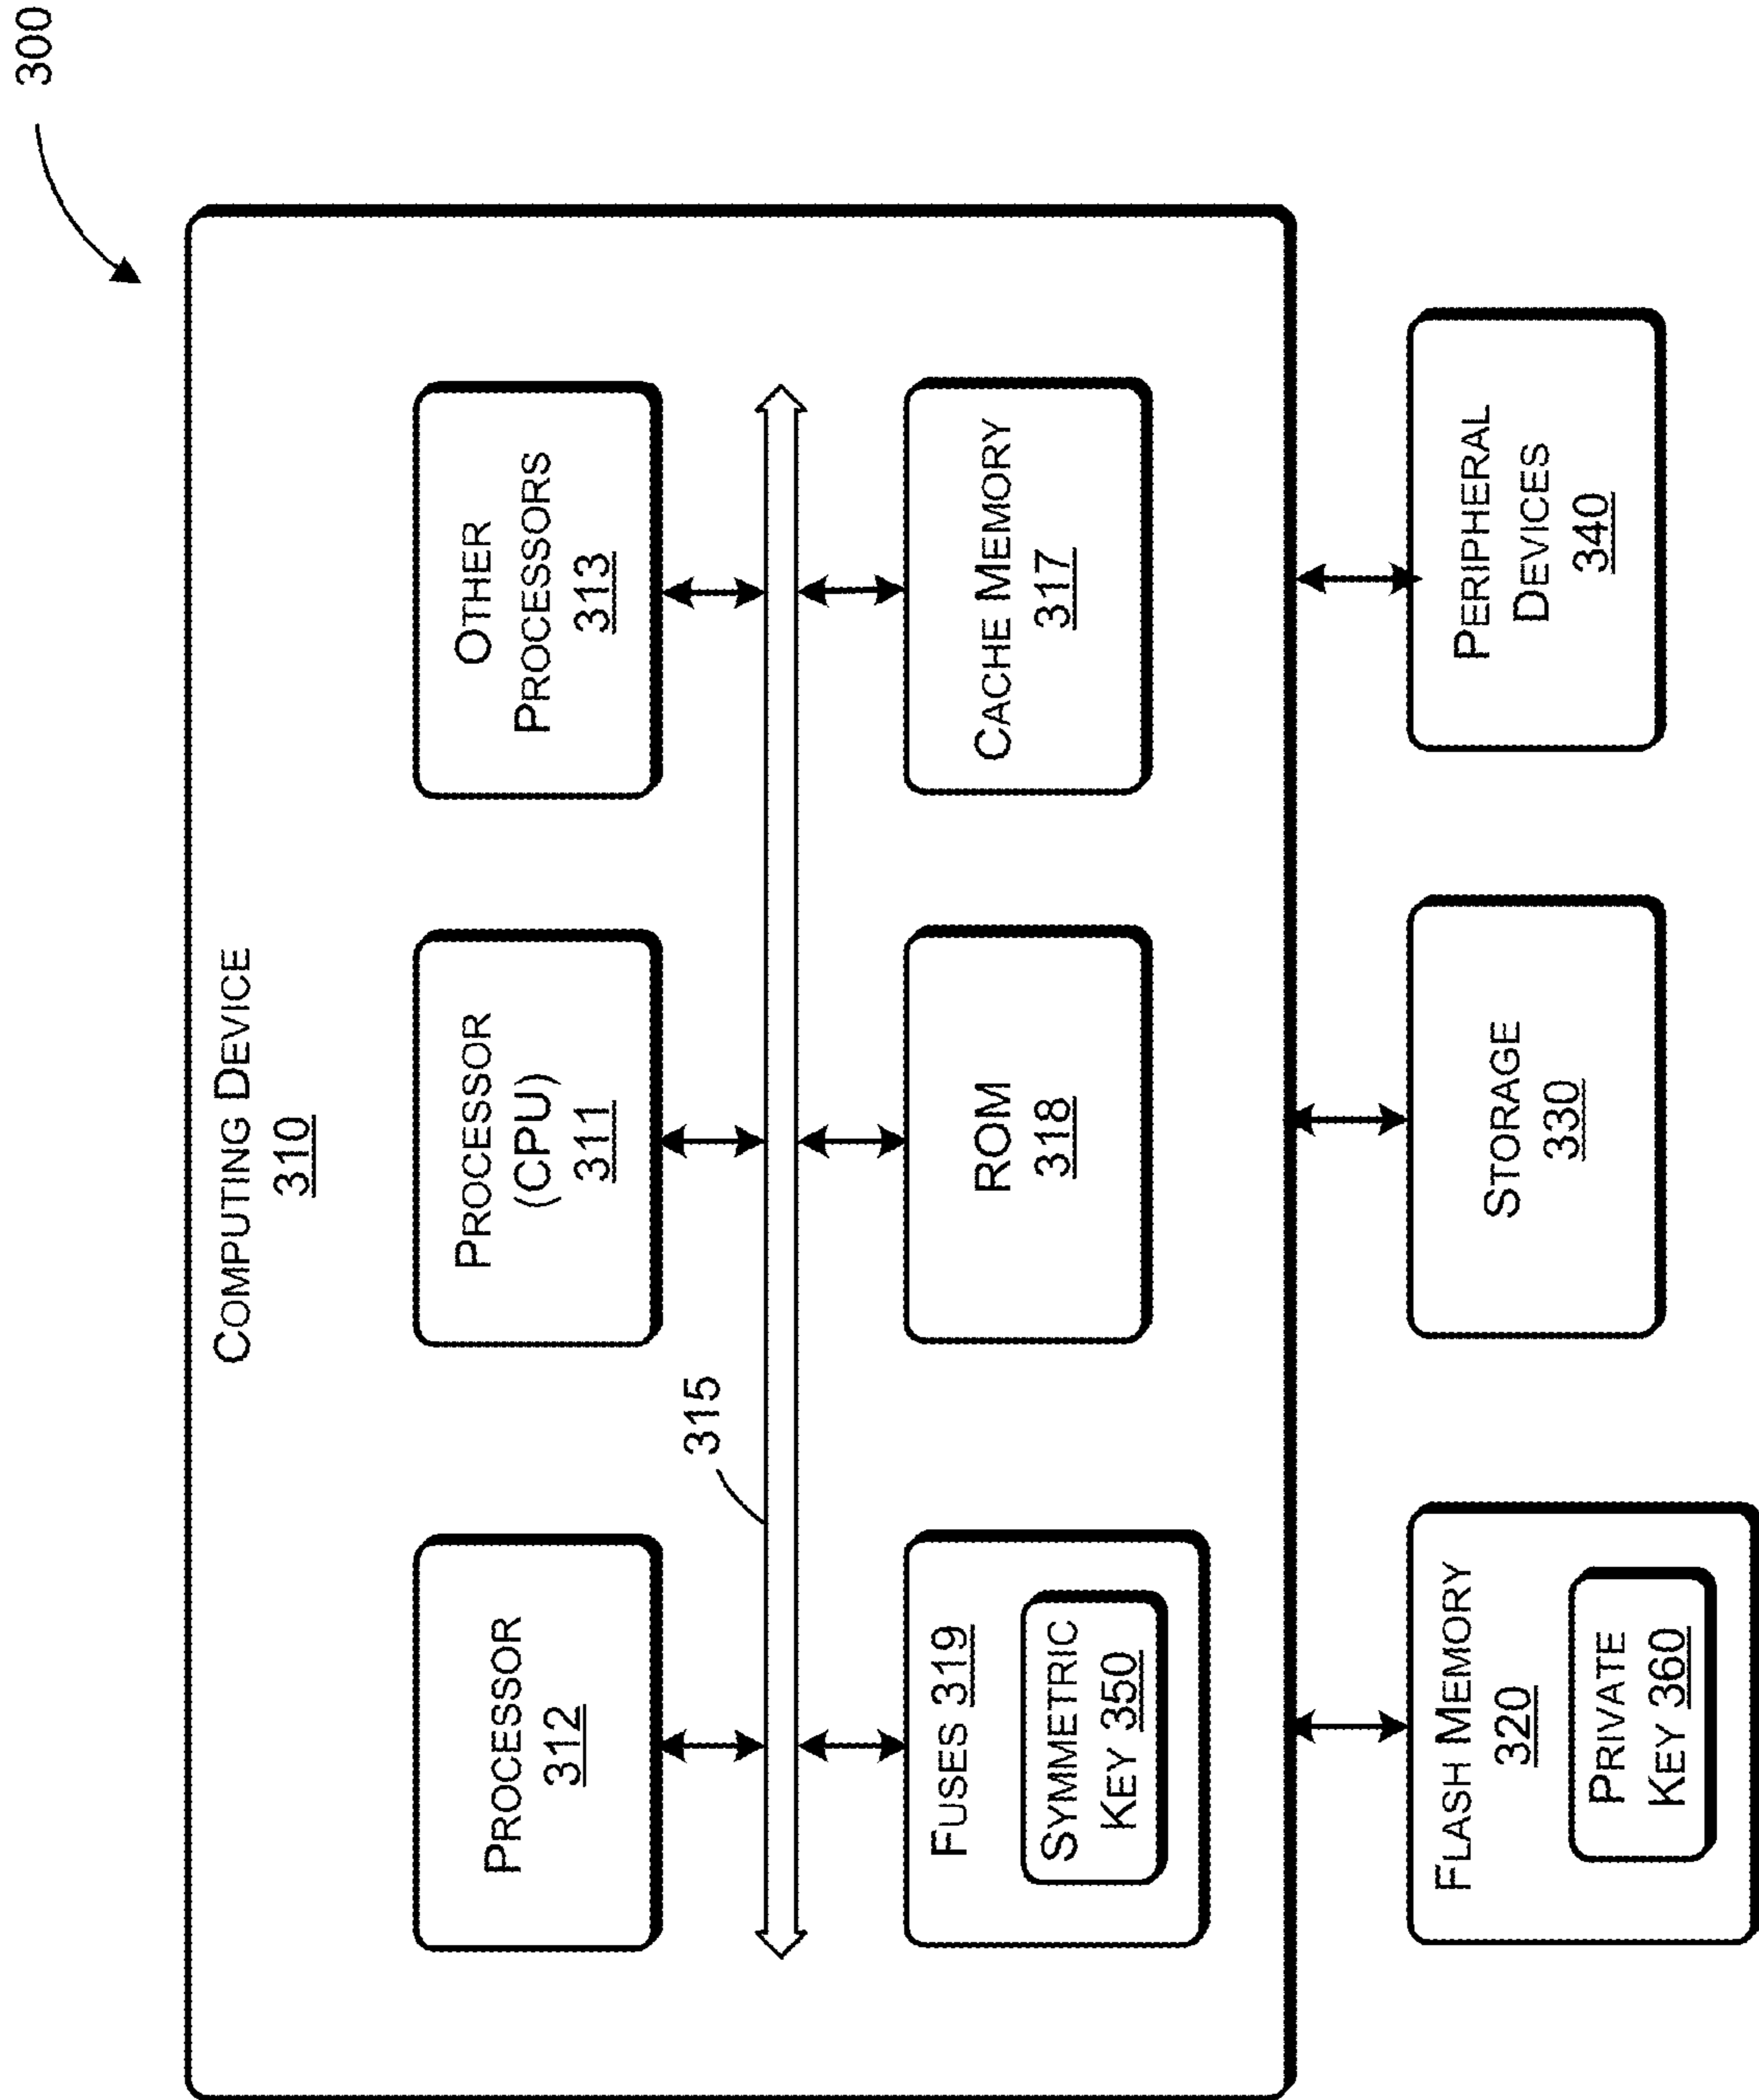 300
COMPUTING DEVICE
310
PROCESSOR
312
PROCESSOR
(CPU)
311
OTHER
PROCESSORS
313
315
FUSES 319
SYMMETRIC
KEY 350
ROM
318
CACHE MEMORY
317
FLASH MEMORY
320
PRIVATE
KEY 360
STORAGE
330
PERIPHERAL
DEVICES
340